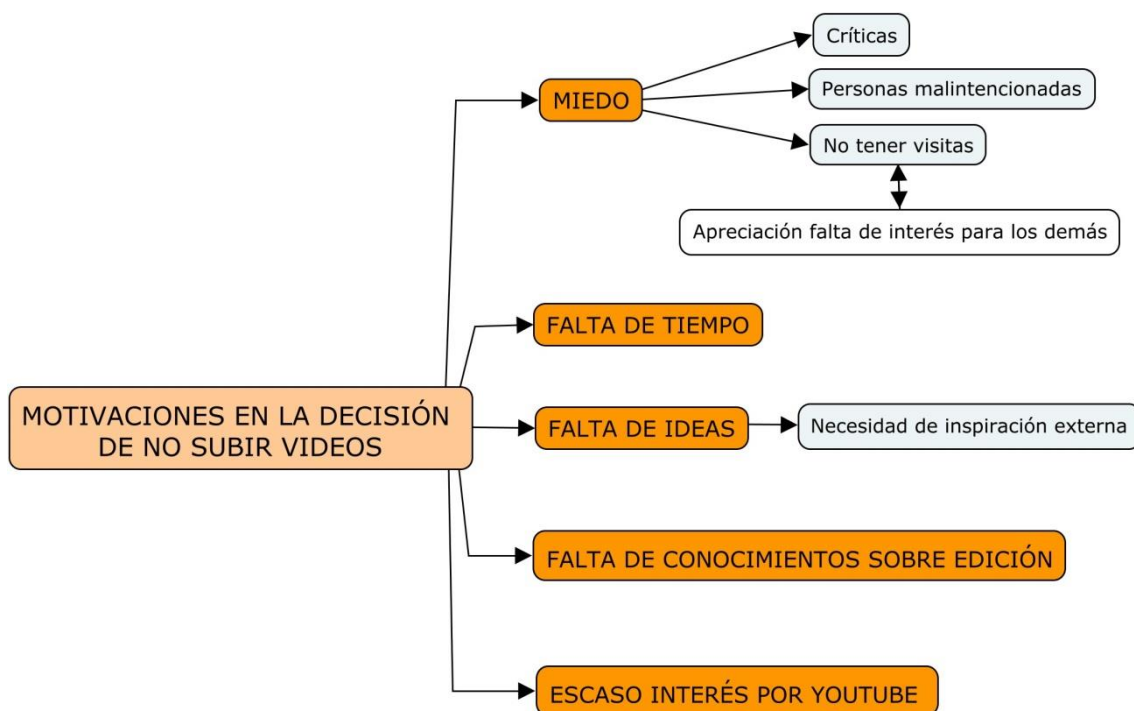 Críticas
MIEDO
Personas malintencionadas
No tener visitas
Apreciación falta de interés para los demás
FALTA DE TIEMPO
MOTIVACIONES EN LA DECISIÓN
DE NO SUBIR VIDEOS
FALTA DE IDEAS
Necesidad de inspiración externa
FALTA DE CONOCIMIENTOS SOBRE EDICIÓN
ESCASO INTERÉS POR YOUTUBE